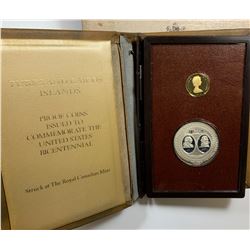 TURKS AND CAICOS
ISLANDS
PROOF COINS
ISSUED TO
COMMEMORATE THE
UNITED STATES
BICENTENNIAL
Struck at The Royal Canadian Mint